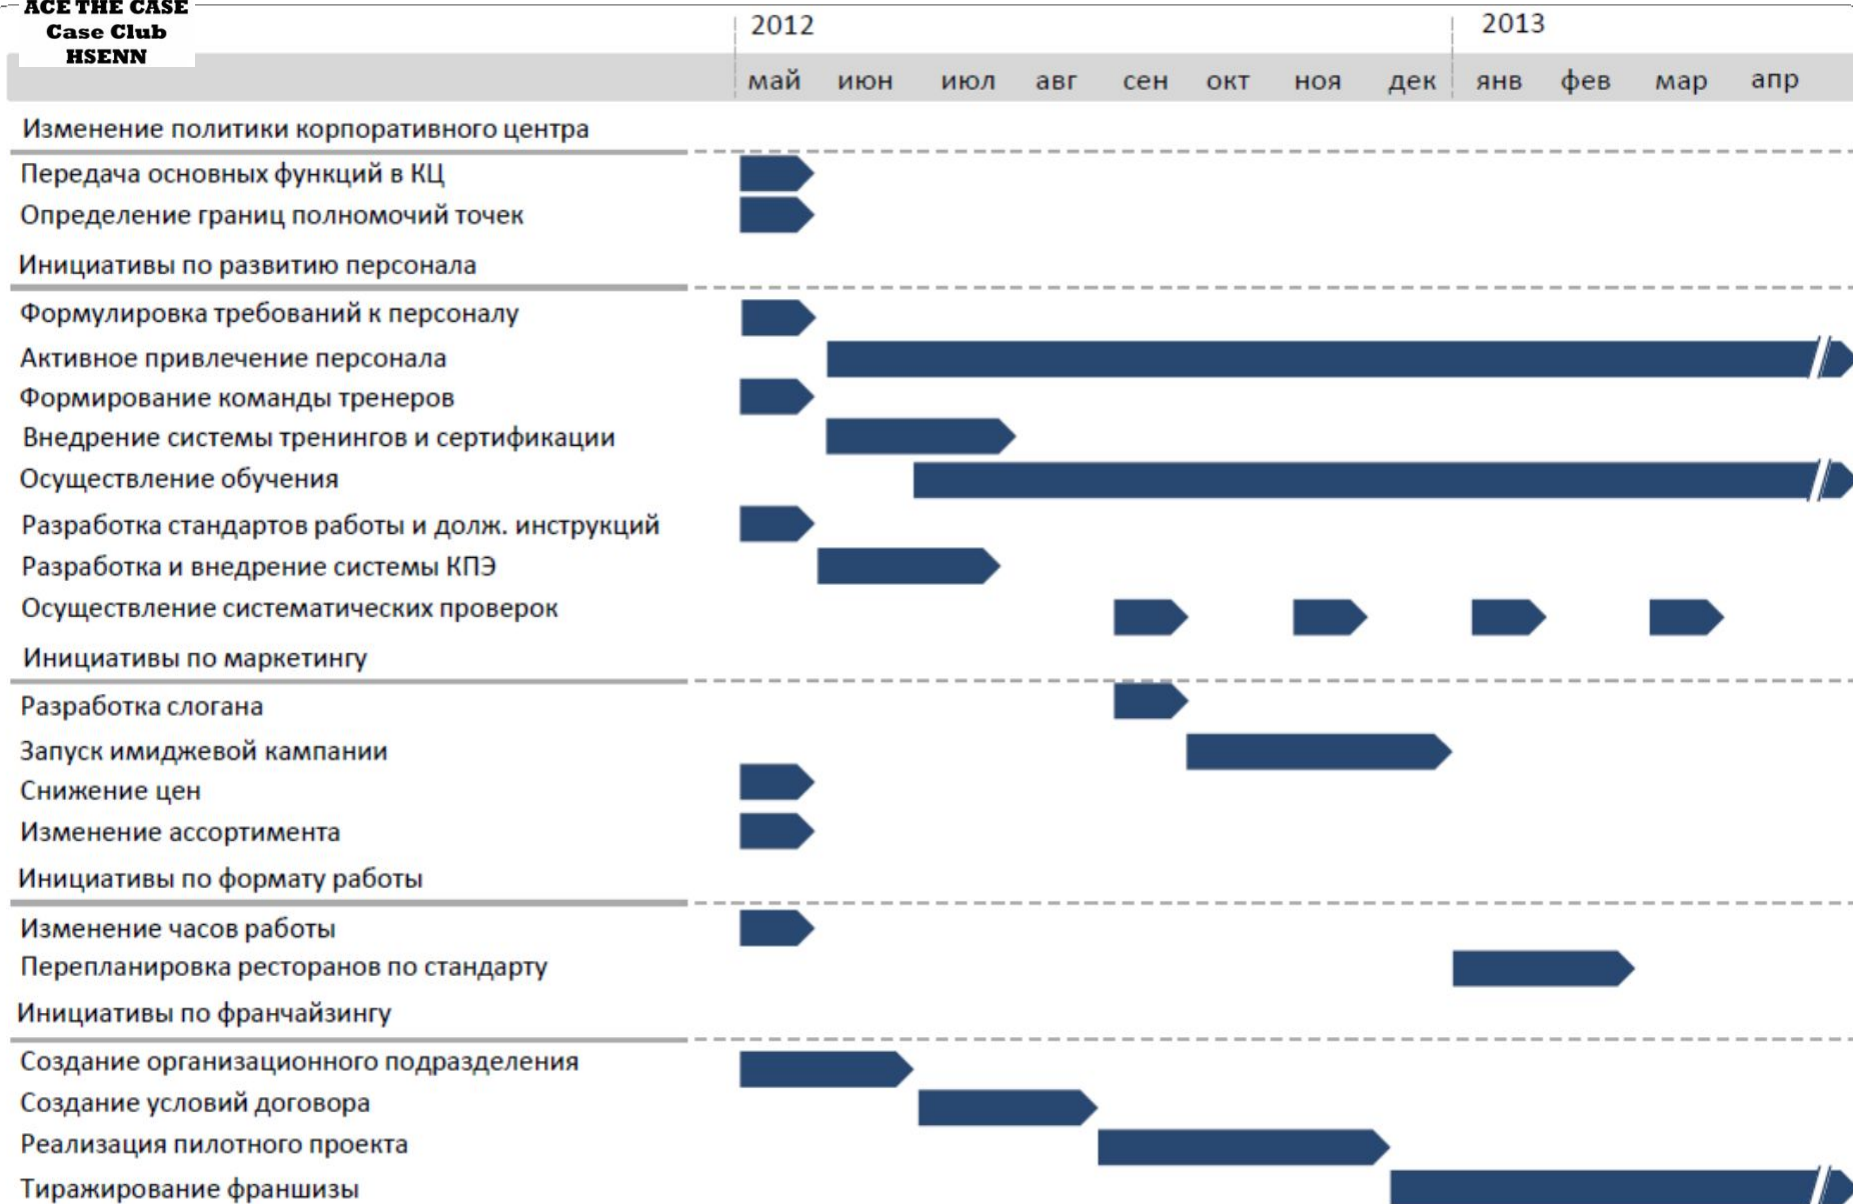 ACE THE CASE
Case Club
HSENN
2012 2013
май июн июл авг сен окт ноя дек янв фев мар апр
Изменение политики корпоративного центра
Передача основных функций в КЦ
Определение границ полномочий точек
Инициативы по развитию персонала
Формулировка требований к персоналу
Активное привлечение персонала
Формирование команды тренеров
Внедрение системы тренингов и сертификации
Осуществление обучения
Разработка стандартов работы и долж. инструкций
Разработка и внедрение системы КПЭ
Осуществление систематических проверок
Инициативы по маркетингу
Разработка слогана
Запуск имиджевой кампании
Снижение цен
Изменение ассортимента
Инициативы по формату работы
Изменение часов работы
Перепланировка ресторанов по стандарту
Инициативы по франчайзингу
Создание организационного подразделения
Создание условий договора
Реализация пилотного проекта
Тиражирование франшизы